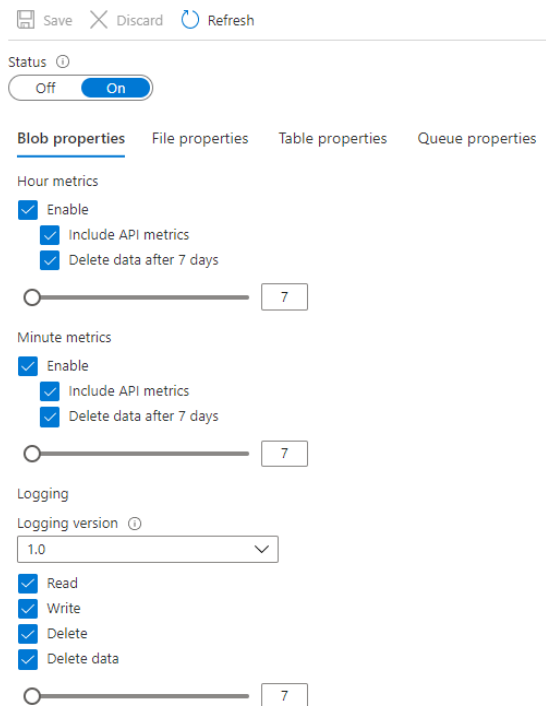 Save Discard Refresh
Status
Off On
Blob properties File properties Table properties Queue properties
Hour metrics
Enable
Include API metrics
Delete data after 7 days
7
Minute metrics
Enable
Include API metrics
Delete data after 7 days
7
Logging
Logging version
1.0
Read
Write
Delete
Delete data
7